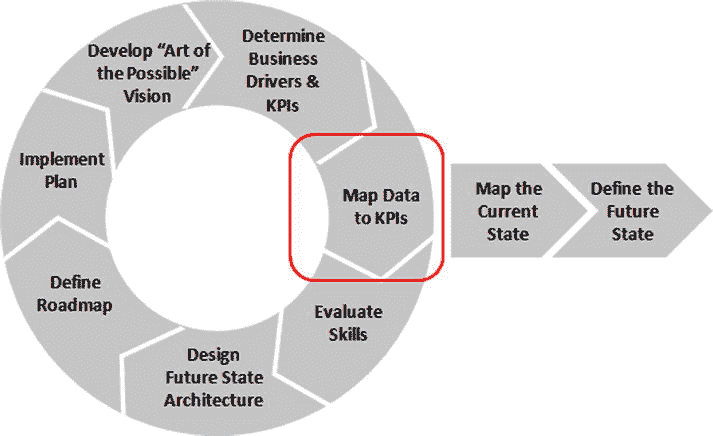 Develop “Art of
the Possible”
Vision
Determine
Business
Drivers &
KPIs
Map Data
to KPIs
Evaluate
Skills
Design
Future State
Architecture
Define
Roadmap
Implement
Plan
Map the
Current
State
Define the
Future
State